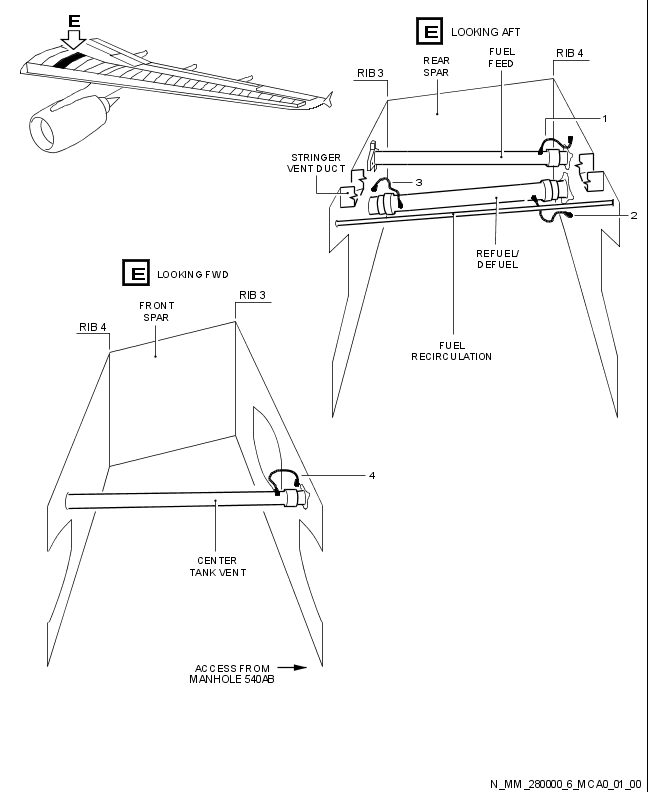 E
E LOOKING AFT
RIB 4
FUEL
FEED
REAR
SPAR
RIB 3
1
STRINGER
VENT DUCT
3
2
REFUEL/
DEFUEL
FUEL
RECIRCULATION
E LOOKING FWD
RIB 3
FRONT
SPAR
RIB 4
4
CENTER
TANK VENT
ACCESS FROM
MANHOLE 540AB
N_MM_280000_6_MCA0_01_00